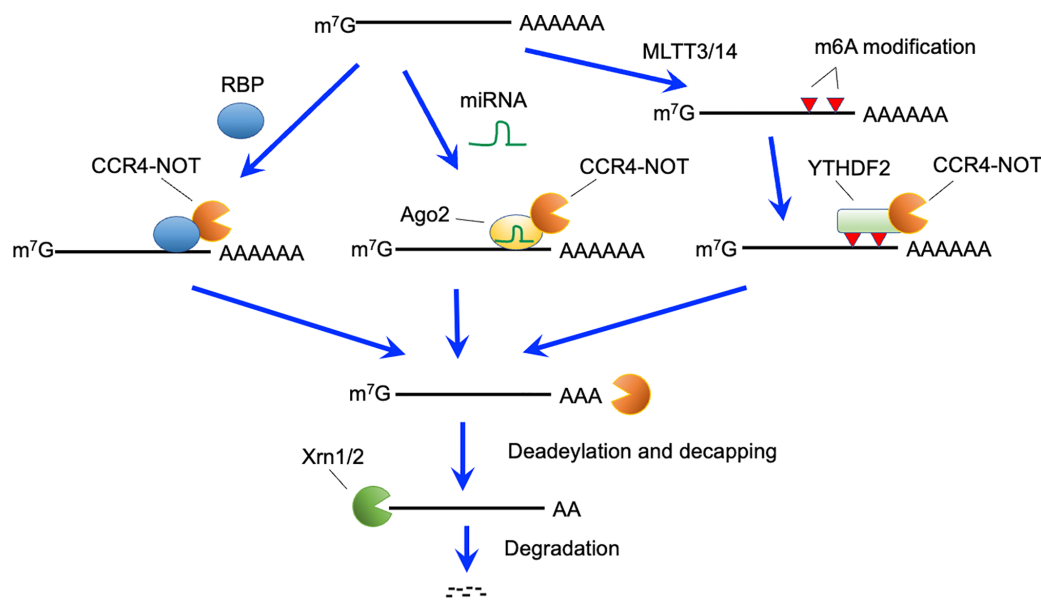 m⁷G AAAAAA
MLTT3/14
m6A modification
RBP
miRNA
m⁷G AAAAAA
CCR4-NOT
CCR4-NOT
YTHDF2
CCR4-NOT
Ago2
m⁷G AAAAAA
m⁷G AAAAAA
m⁷G AAAAAA
m⁷G AAA
Deadeylation and decapping
Xrn1/2
AA
Degradation